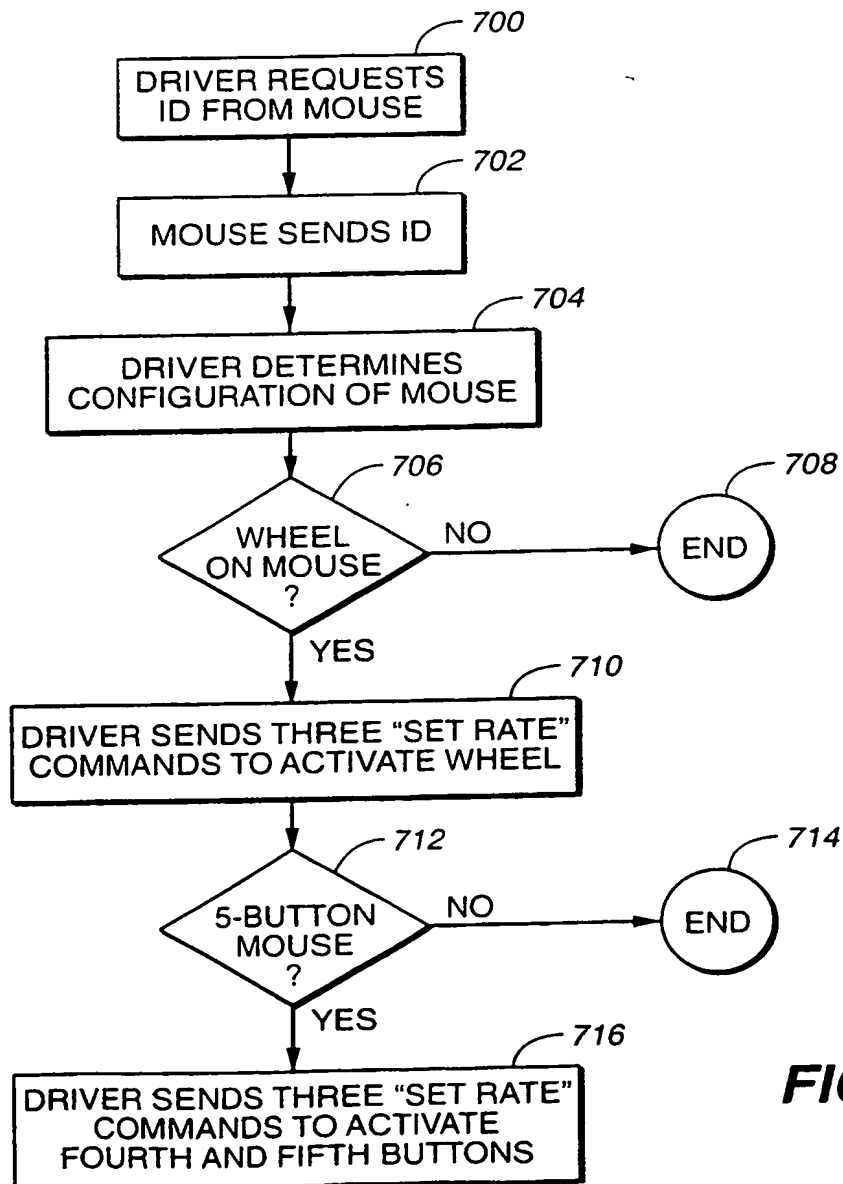 700
DRIVER REQUESTS
ID FROM MOUSE
702
MOUSE SENDS ID
704
DRIVER DETERMINES
CONFIGURATION OF MOUSE
706
WHEEL
ON MOUSE
?
NO
708
END
YES
710
DRIVER SENDS THREE “SET RATE”
COMMANDS TO ACTIVATE WHEEL
712
5-BUTTON
MOUSE
?
NO
714
END
YES
716
DRIVER SENDS THREE “SET RATE”
COMMANDS TO ACTIVATE
FOURTH AND FIFTH BUTTONS